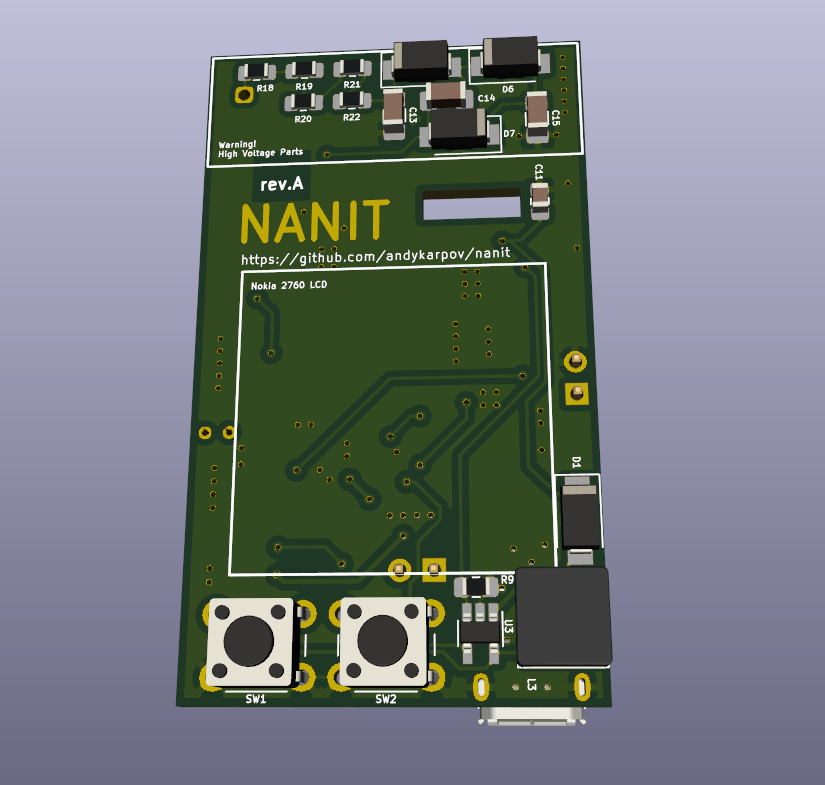 R18
R19
R21
D6
R20
R22
C13
C14
C15
D7
Warning!
High Voltage Parts
C11
rev.A
NANIT
https://github.com/andykarpov/nanit
Nokia 2760 LCD
D1
R9
U3
L3
SW1
SW2